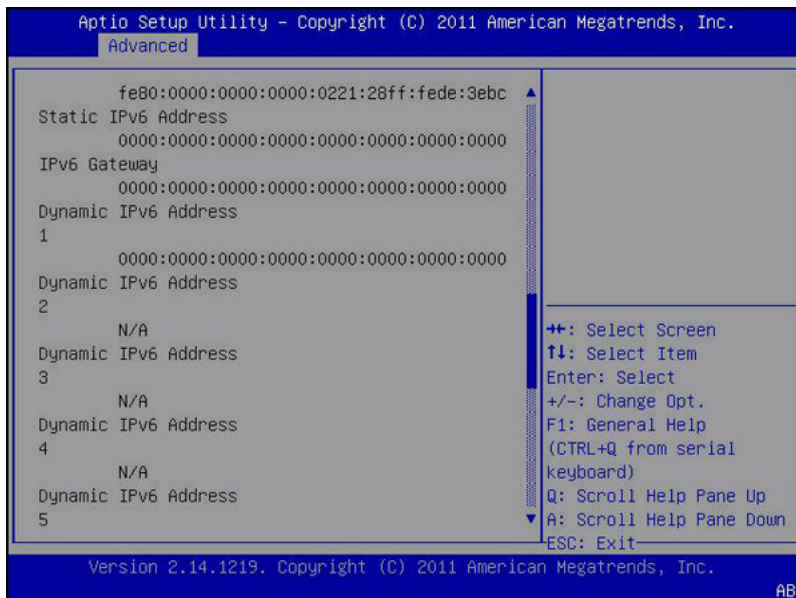 Aptio Setup Utility – Copyright (C) 2011 American Megatrends, Inc.
Advanced
fe80:0000:0000:0000:0221:28ff:fede:3ebc
Static IPv6 Address
0000:0000:0000:0000:0000:0000:0000:0000
IPv6 Gateway
0000:0000:0000:0000:0000:0000:0000:0000
Dynamic IPv6 Address
1
0000:0000:0000:0000:0000:0000:0000:0000
Dynamic IPv6 Address
2
N/A
Dynamic IPv6 Address
3
N/A
Dynamic IPv6 Address
4
N/A
Dynamic IPv6 Address
5
→←: Select Screen
↑↓: Select Item
Enter: Select
+/-: Change Opt.
F1: General Help
(CTRL+Q from serial
keyboard)
Q: Scroll Help Pane Up
A: Scroll Help Pane Down
ESC: Exit
Version 2.14.1219. Copyright (C) 2011 American Megatrends, Inc.
AB